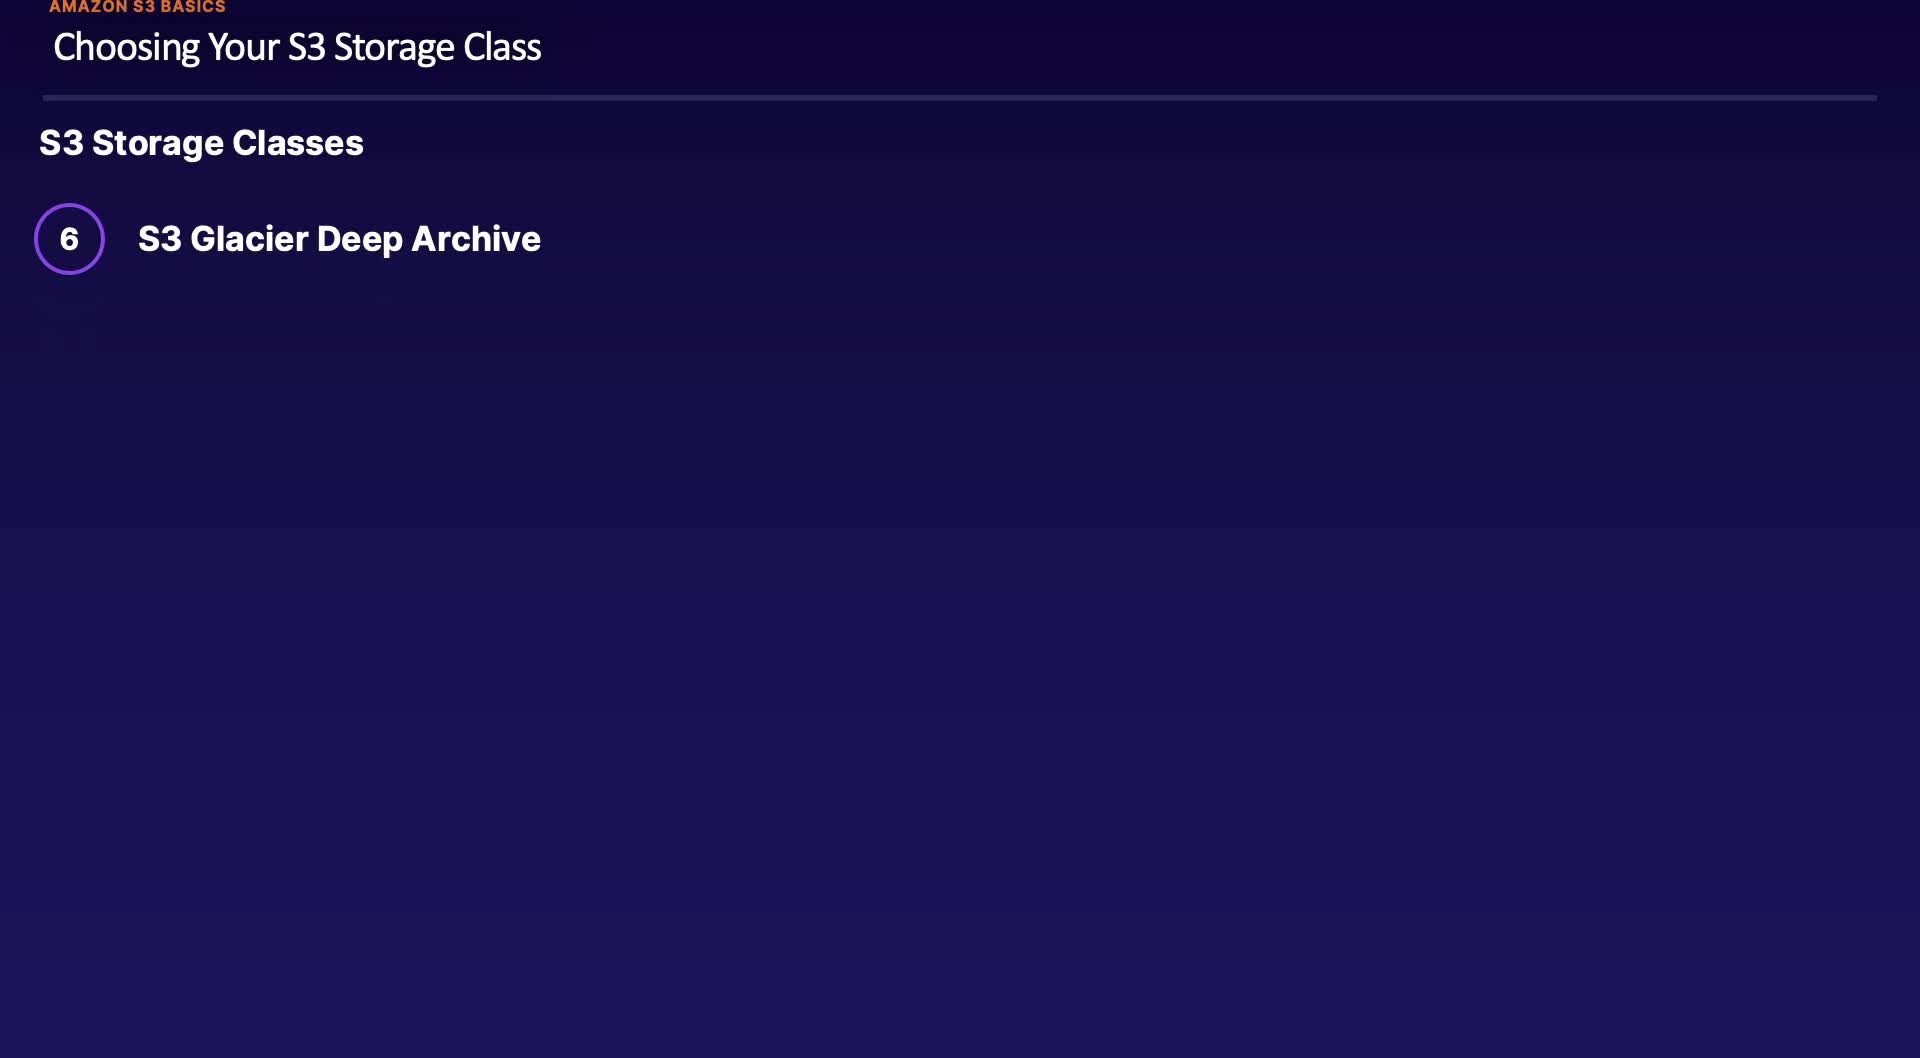 AMAZON S3 BASICS
Choosing Your S3 Storage Class
S3 Storage Classes
6 S3 Glacier Deep Archive